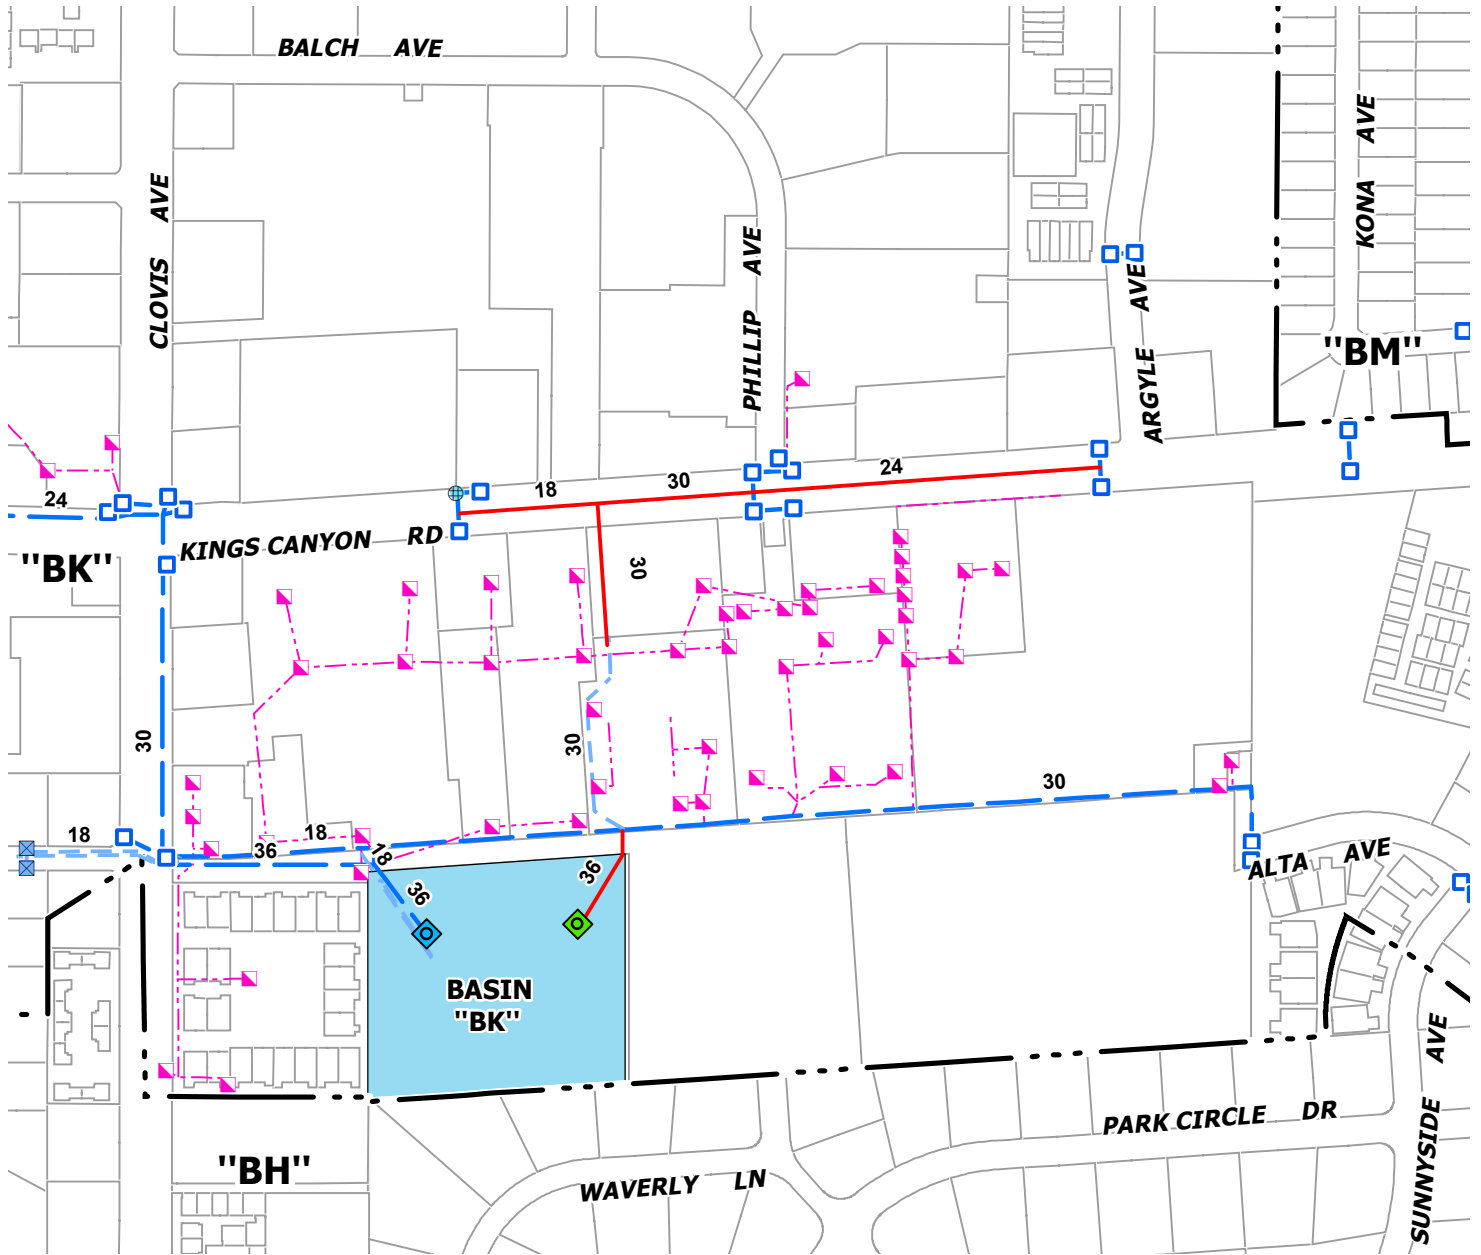 BALCH AVE
CLOVIS AVE
PHILLIP AVE
ARGYLE AVE
KONA AVE
"BM"
24
18
30
24
KINGS CANYON RD
"BK"
30
30
30
30
18
18
36
18
36
36
ALTA AVE
BASIN
"BK"
SUNNYSIDE AVE
PARK CIRCLE DR
"BH"
WAVERLY LN